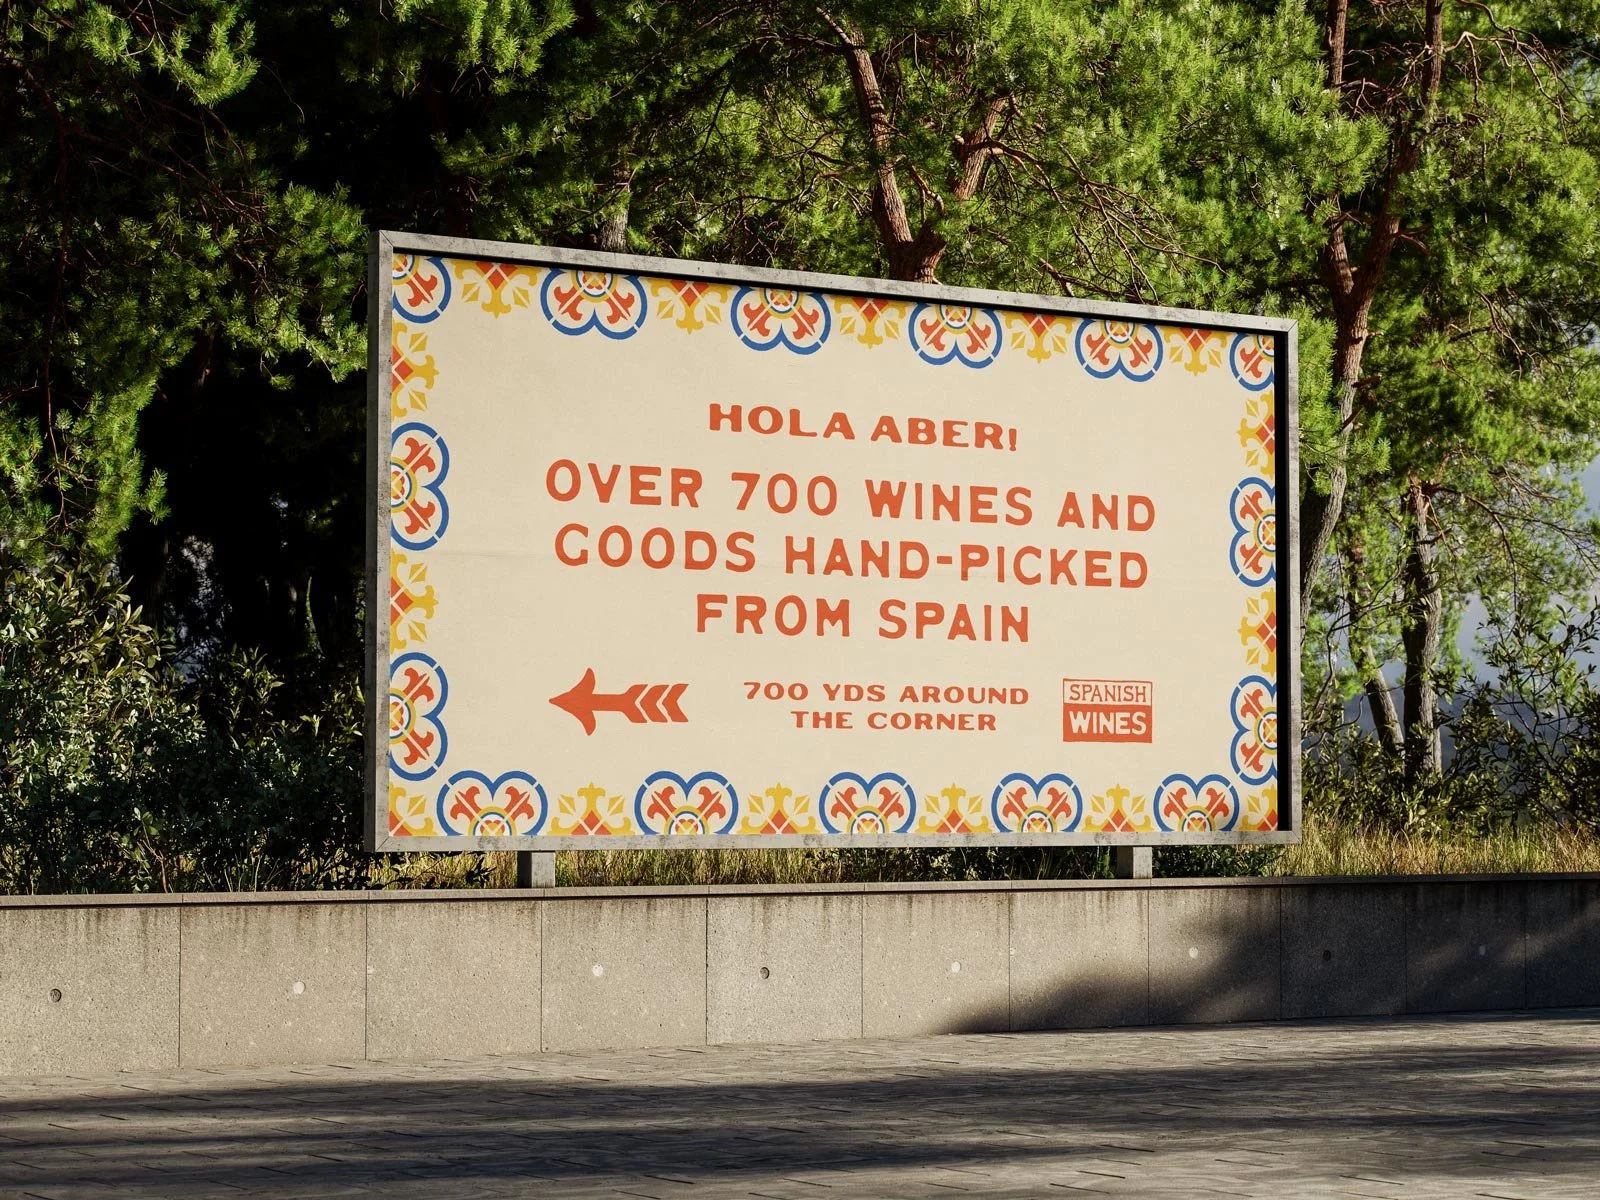 HOLA ABER!
OVER 700 WINES AND
GOODS HAND-PICKED
FROM SPAIN
700 YDS AROUND
THE CORNER
SPANISH
WINES